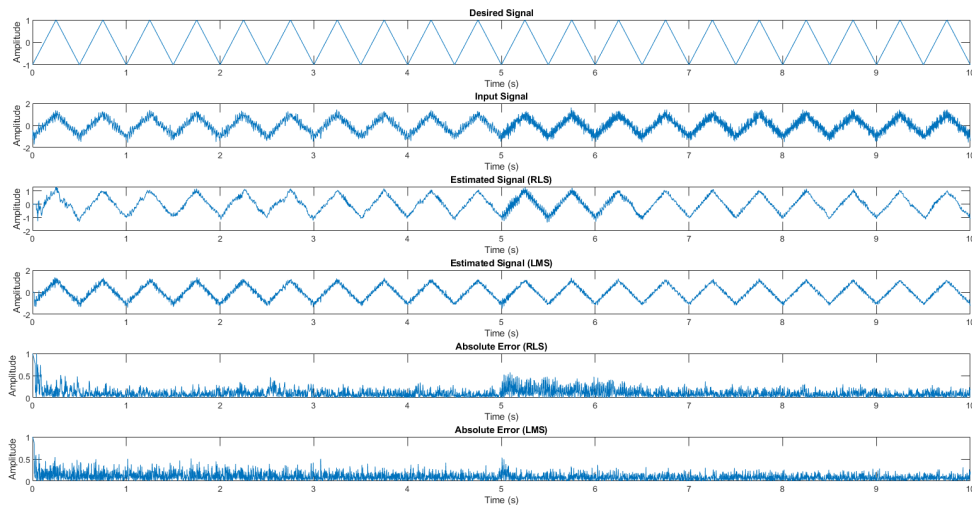 Desired Signal
Amplitude
1
0
-1
0 1 2 3 4 5 6 7 8 9 10
Time (s)
Input Signal
Amplitude
2
0
-2
0 1 2 3 4 5 6 7 8 9 10
Time (s)
Estimated Signal (RLS)
Amplitude
1
0
-1
0 1 2 3 4 5 6 7 8 9 10
Time (s)
Estimated Signal (LMS)
Amplitude
2
0
-2
0 1 2 3 4 5 6 7 8 9 10
Time (s)
Absolute Error (RLS)
Amplitude
1
0.5
0
0 1 2 3 4 5 6 7 8 9 10
Time (s)
Absolute Error (LMS)
Amplitude
1
0.5
0
0 1 2 3 4 5 6 7 8 9 10
Time (s)